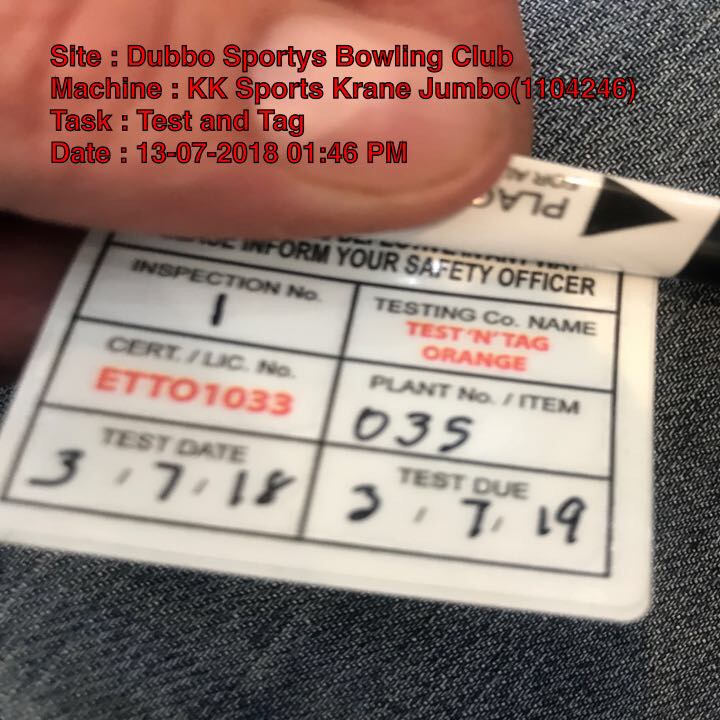 Site : Dubbo Sportys Bowling Club
Machine : KK Sports Krane Jumbo(1104246)
Task : Test and Tag
Date : 13-07-2018 01:46 PM
INFORM YOUR SAFETY OFFICER
INSPECTION No.
1
TESTING Co. NAME
TEST 'N' TAG
ORANGE
CERT. / LIC. No.
ETTO1033
PLANT No. / ITEM
035
TEST DATE
3 / 7 / 18
TEST DUE
3 / 7 / 19